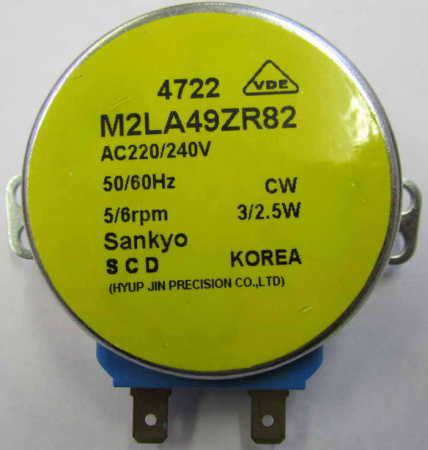 4722 VDE
M2LA49ZR82
AC220/240V
50/60Hz CW
5/6rpm 3/2.5W
Sankyo
S C D KOREA
(HYUP JIN PRECISION CO.,LTD)